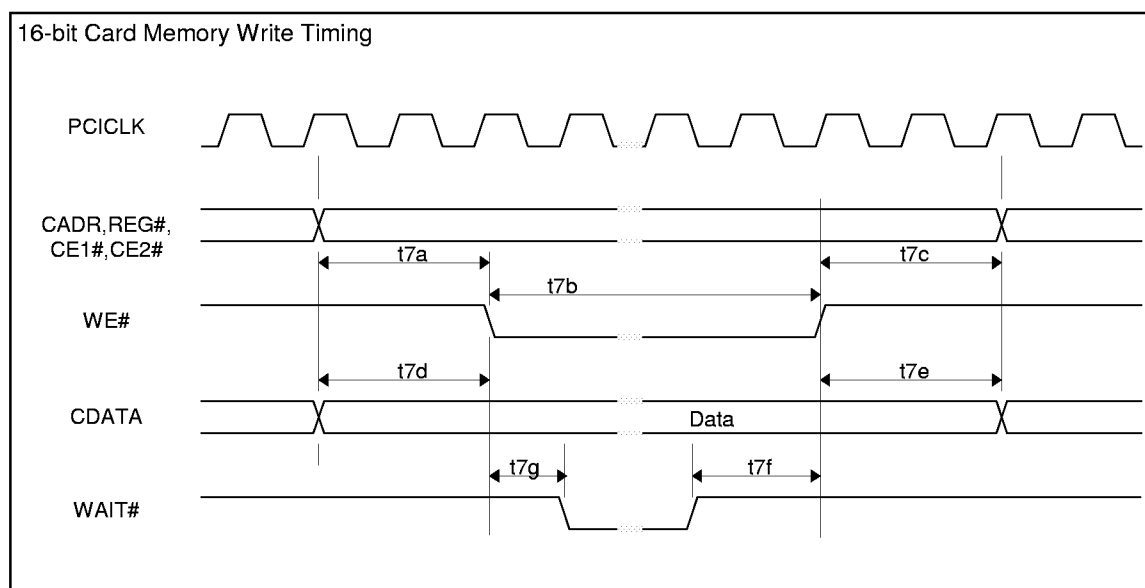 16-bit Card Memory Write Timing
PCICLK
CADR,REG#,
CE1#,CE2#
t7a
t7c
t7b
WE#
t7d
t7e
CDATA
Data
t7g
t7f
WAIT#